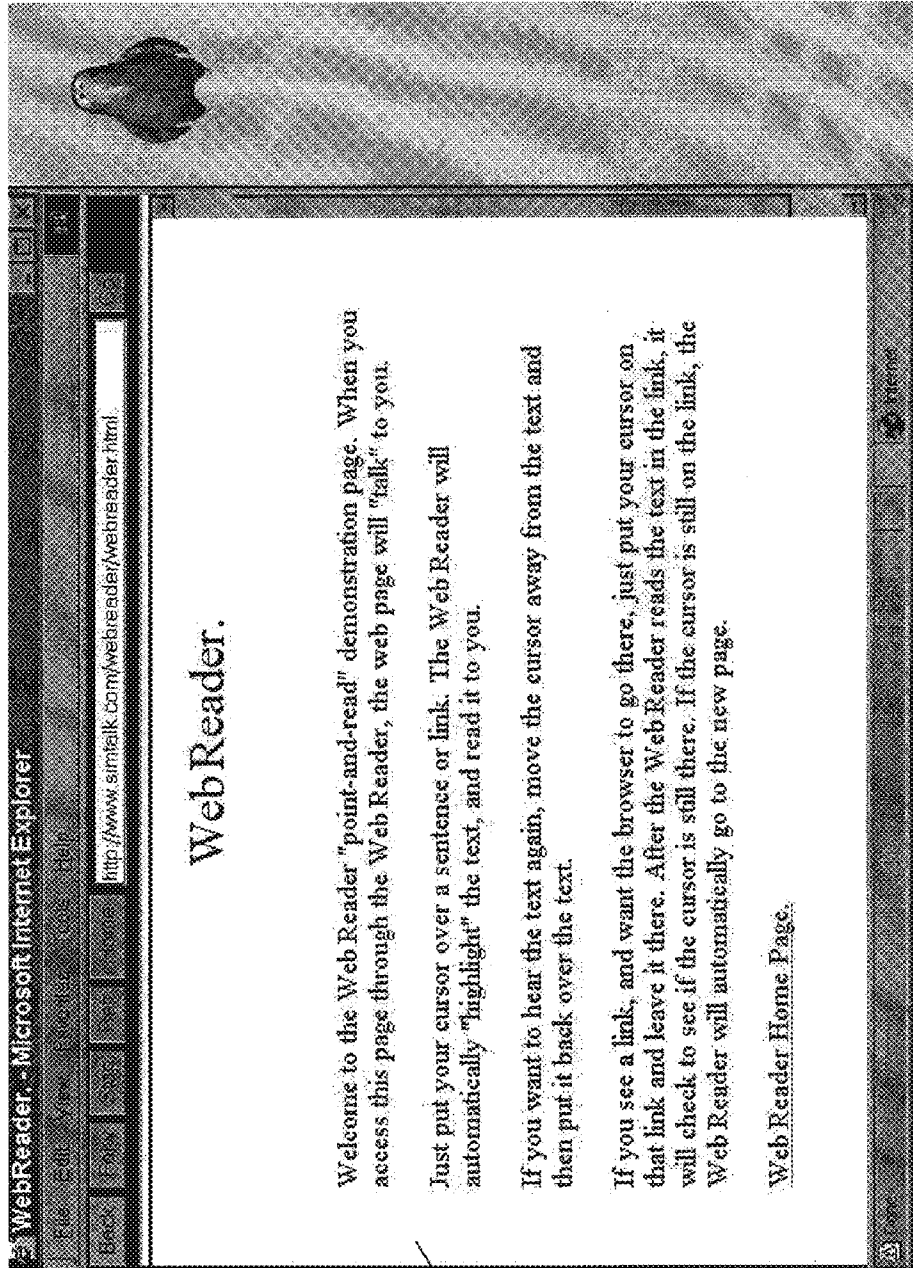 WebReader. - Microsoft Internet Explorer
File Edit View Favorites Tools Help
Back
http://www.simtalk.com/webreader/webreader.html
WebReader.
Welcome to the Web Reader "point-and-read" demonstration page. When you
access this page through the Web Reader, the web page will "talk" to you.
Just put your cursor over a sentence or link. The Web Reader will
automatically "highlight" the text, and read it to you.
If you want to hear the text again, move the cursor away from the text and
then put it back over the text.
If you see a link, and want the browser to go there, just put your cursor on
that link and leave it there. After the Web Reader reads the text in the link, it
will check to see if the cursor is still there. If the cursor is still on the link, the
Web Reader will automatically go to the new page.
Web Reader Home Page.
Done
Internet